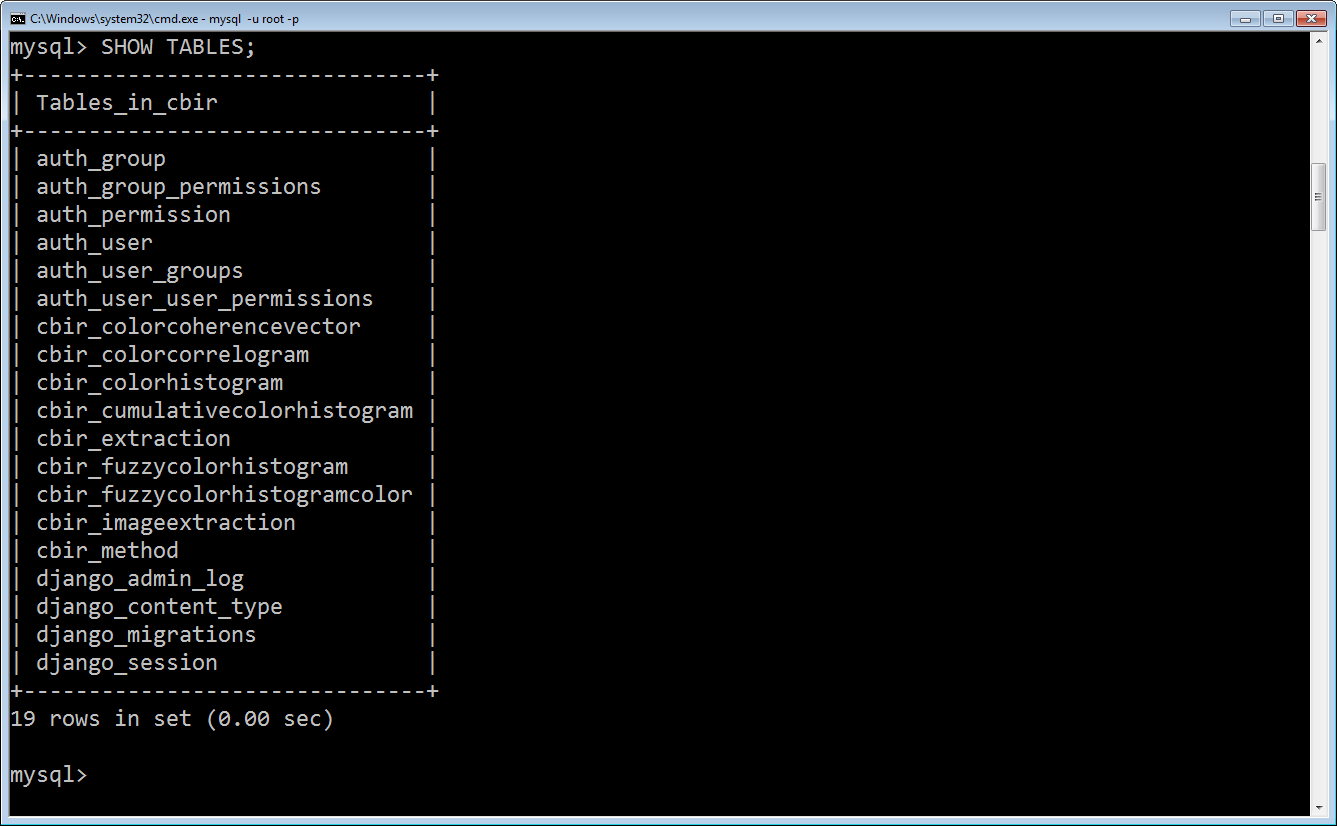 C:\Windows\system32\cmd.exe - mysql  -u root -p
mysql> SHOW TABLES;
+-------------------------------+
| Tables_in_cbir                |
+-------------------------------+
| auth_group                    |
| auth_group_permissions        |
| auth_permission               |
| auth_user                     |
| auth_user_groups              |
| auth_user_user_permissions    |
| cbir_colorcoherencevector     |
| cbir_colorcorrelogram         |
| cbir_colorhistogram           |
| cbir_cumulativecolorhistogram |
| cbir_extraction               |
| cbir_fuzzycolorhistogram      |
| cbir_fuzzycolorhistogramcolor |
| cbir_imageextraction          |
| cbir_method                   |
| django_admin_log              |
| django_content_type           |
| django_migrations             |
| django_session                |
+-------------------------------+
19 rows in set (0.00 sec)
mysql>